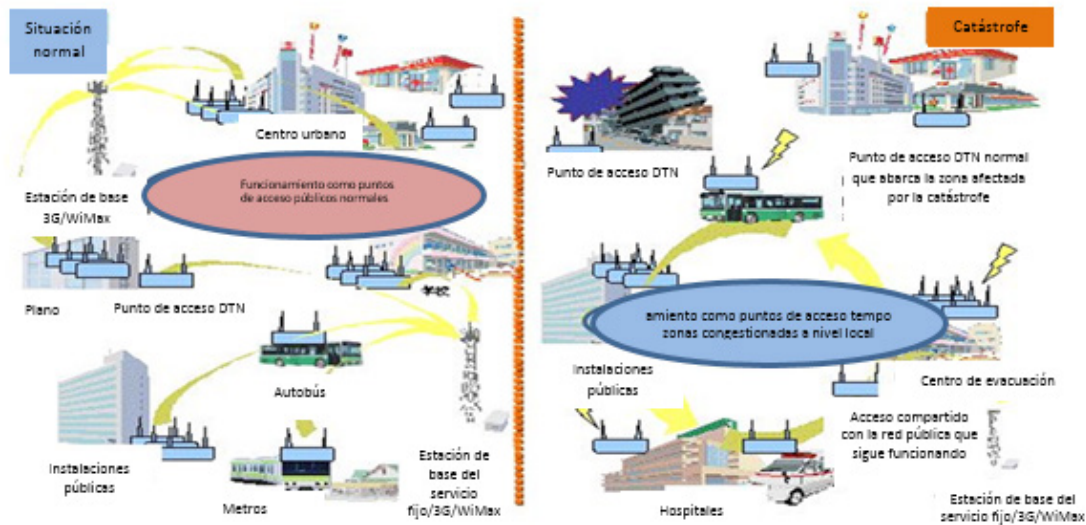 Situación
normal
Centro urbano
Estación de base
3G/WiMax
Funcionamiento como puntos
de acceso públicos normales
学校
Plano
Punto de acceso DTN
Autobús
Instalaciones
públicas
Metros
Estación de
base del
servicio
fijo/3G/WiMax
Catástrofe
Punto de acceso DTN
Punto de acceso DTN normal
que abarca la zona afectada
por la catástrofe
amiento como puntos de acceso tempo
zonas congestionadas a nivel local
Instalaciones
públicas
Centro de evacuación
Acceso compartido
con la red pública que
sigue funcionando
Hospitales
Estación de base del
servicio fijo/3G/WiMax